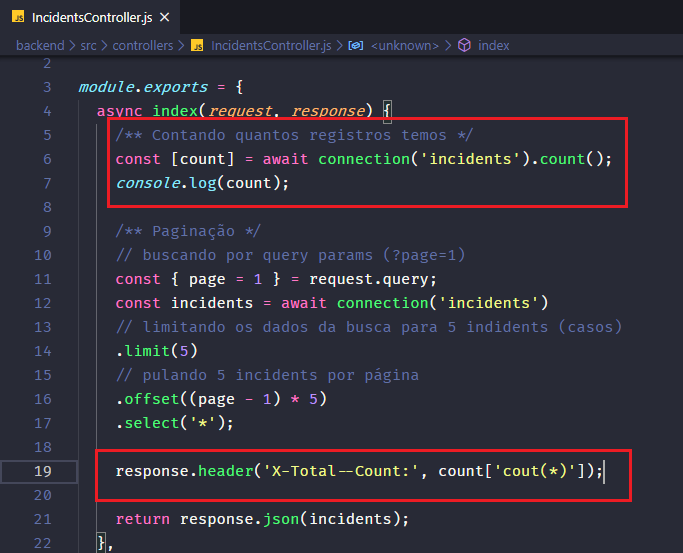 JS IncidentsController.js ×
backend > src > controllers > JS IncidentsController.js > <unknown> > index
2
3 module.exports = {
4 async index(request, response) {
5 /** Contando quantos registros temos */
6 const [count] = await connection('incidents').count();
7 console.log(count);
8
9 /** Paginação */
10 // buscando por query params (?page=1)
11 const { page = 1 } = request.query;
12 const incidents = await connection('incidents')
13 // limitando os dados da busca para 5 indidents (casos)
14 .limit(5)
15 // pulando 5 incidents por página
16 .offset((page - 1) * 5)
17 .select('*');
18
19 response.header('X-Total--Count:', count['cout(*)']);
20
21 return response.json(incidents);
22 },